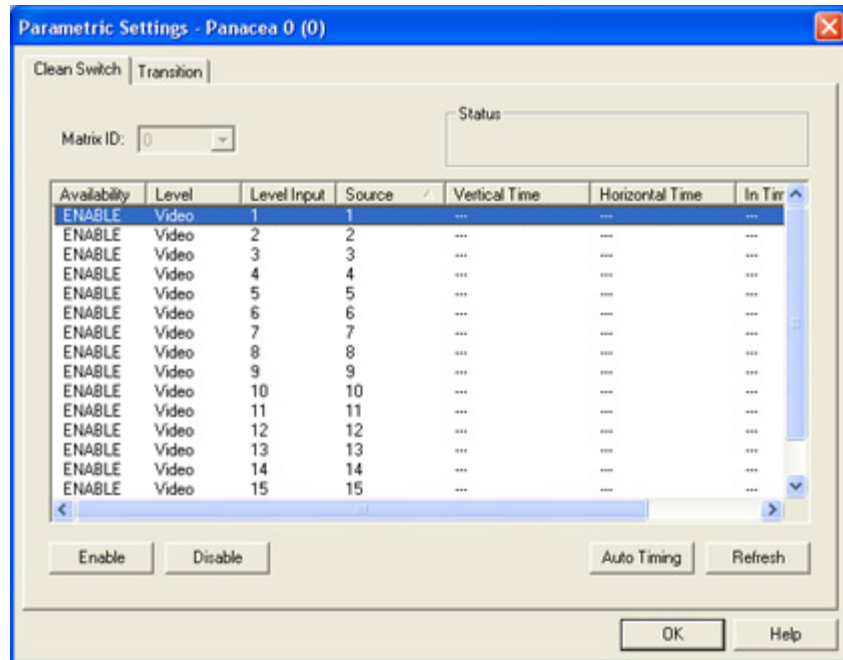 Parametric Settings - Panacea 0 (0)
Clean Switch Transition
Status
Matrix ID: 0
Availability Level Level Input Source Vertical Time Horizontal Time In Tim
ENABLE Video 1 1 --- --- ---
ENABLE Video 2 2 --- --- ---
ENABLE Video 3 3 --- --- ---
ENABLE Video 4 4 --- --- ---
ENABLE Video 5 5 --- --- ---
ENABLE Video 6 6 --- --- ---
ENABLE Video 7 7 --- --- ---
ENABLE Video 8 8 --- --- ---
ENABLE Video 9 9 --- --- ---
ENABLE Video 10 10 --- --- ---
ENABLE Video 11 11 --- --- ---
ENABLE Video 12 12 --- --- ---
ENABLE Video 13 13 --- --- ---
ENABLE Video 14 14 --- --- ---
ENABLE Video 15 15 --- --- ---
Enable Disable Auto Timing Refresh
OK Help